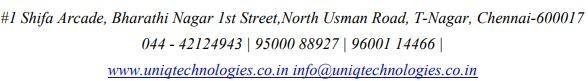 #1 Shifa Arcade, Bharathi Nagar 1st Street,North Usman Road, T-Nagar, Chennai-600017
044 - 42124943 | 95000 88927 | 96001 14466 |
www.uniqtechnologies.co.in info@uniqtechnologies.co.in